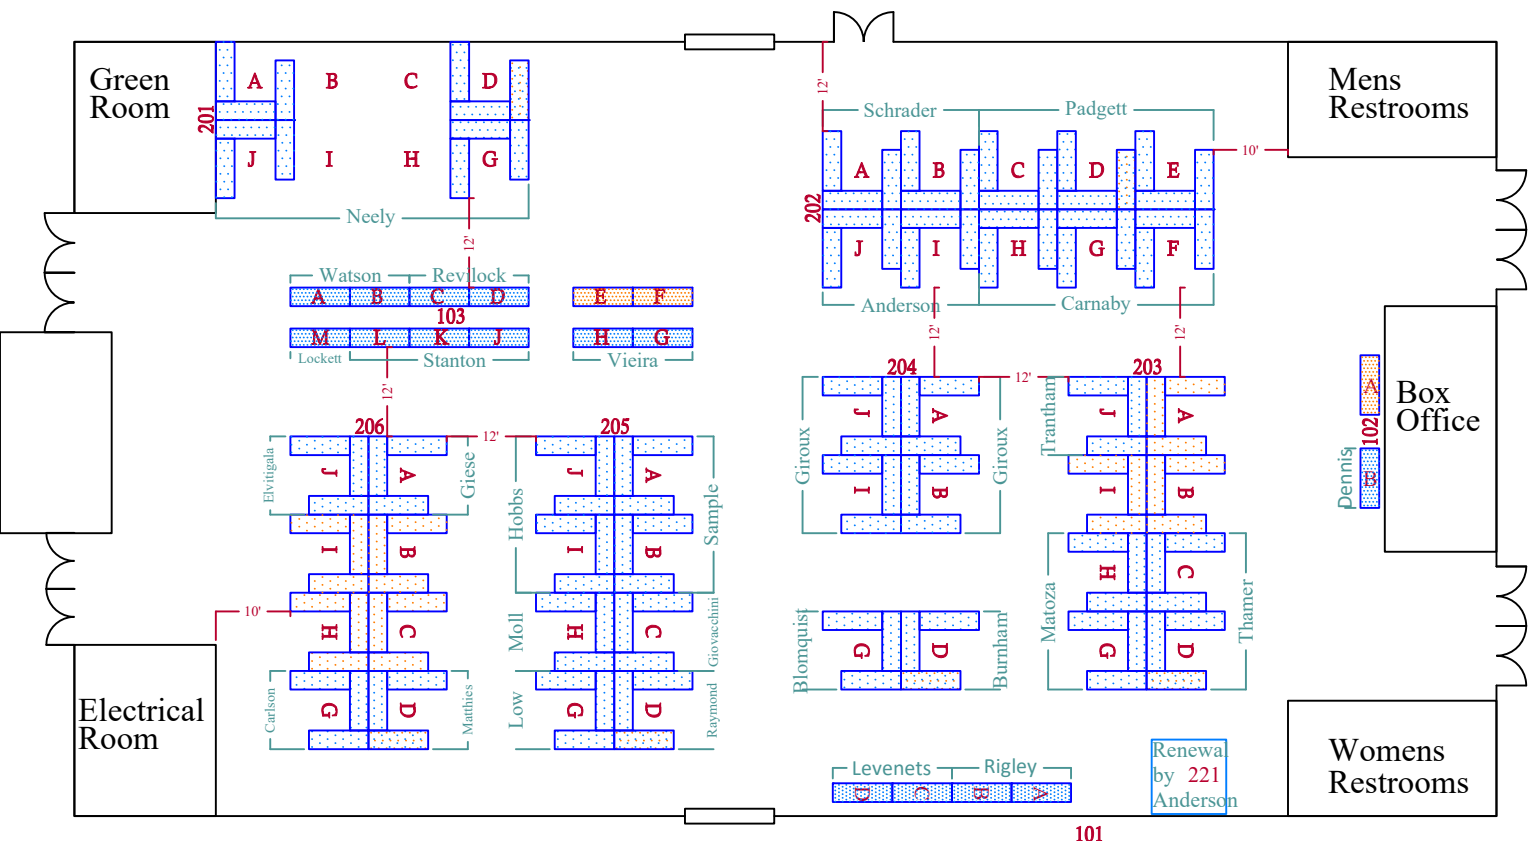 Green
Room
201
A
B
C
D
J
I
H
G
Neely
12'
12'
Schrader
Padgett
10'
Mens
Restrooms
202
A
B
C
D
E
J
I
H
G
F
Anderson
Carnaby
12'
12'
Watson
Revilock
A
B
C
D
E
F
103
M
L
K
J
H
G
Lockett
Stanton
Vieira
12'
206
12'
205
Elvitigala
J
A
Giese
Hobbs
J
A
Sample
I
B
I
B
10'
H
C
Moll
H
C
Giovacchini
Carlson
G
D
Matthies
Low
G
D
Raymond
204
12'
203
Giroux
J
A
Giroux
Trantham
J
A
I
B
I
B
Matoza
H
C
Thamer
G
D
Blomquist
G
D
Burnham
A
102
Dennis
B
Box
Office
Electrical
Room
Levenets
Rigley
D
C
B
A
Renewal
by 221
Anderson
Womens
Restrooms
101